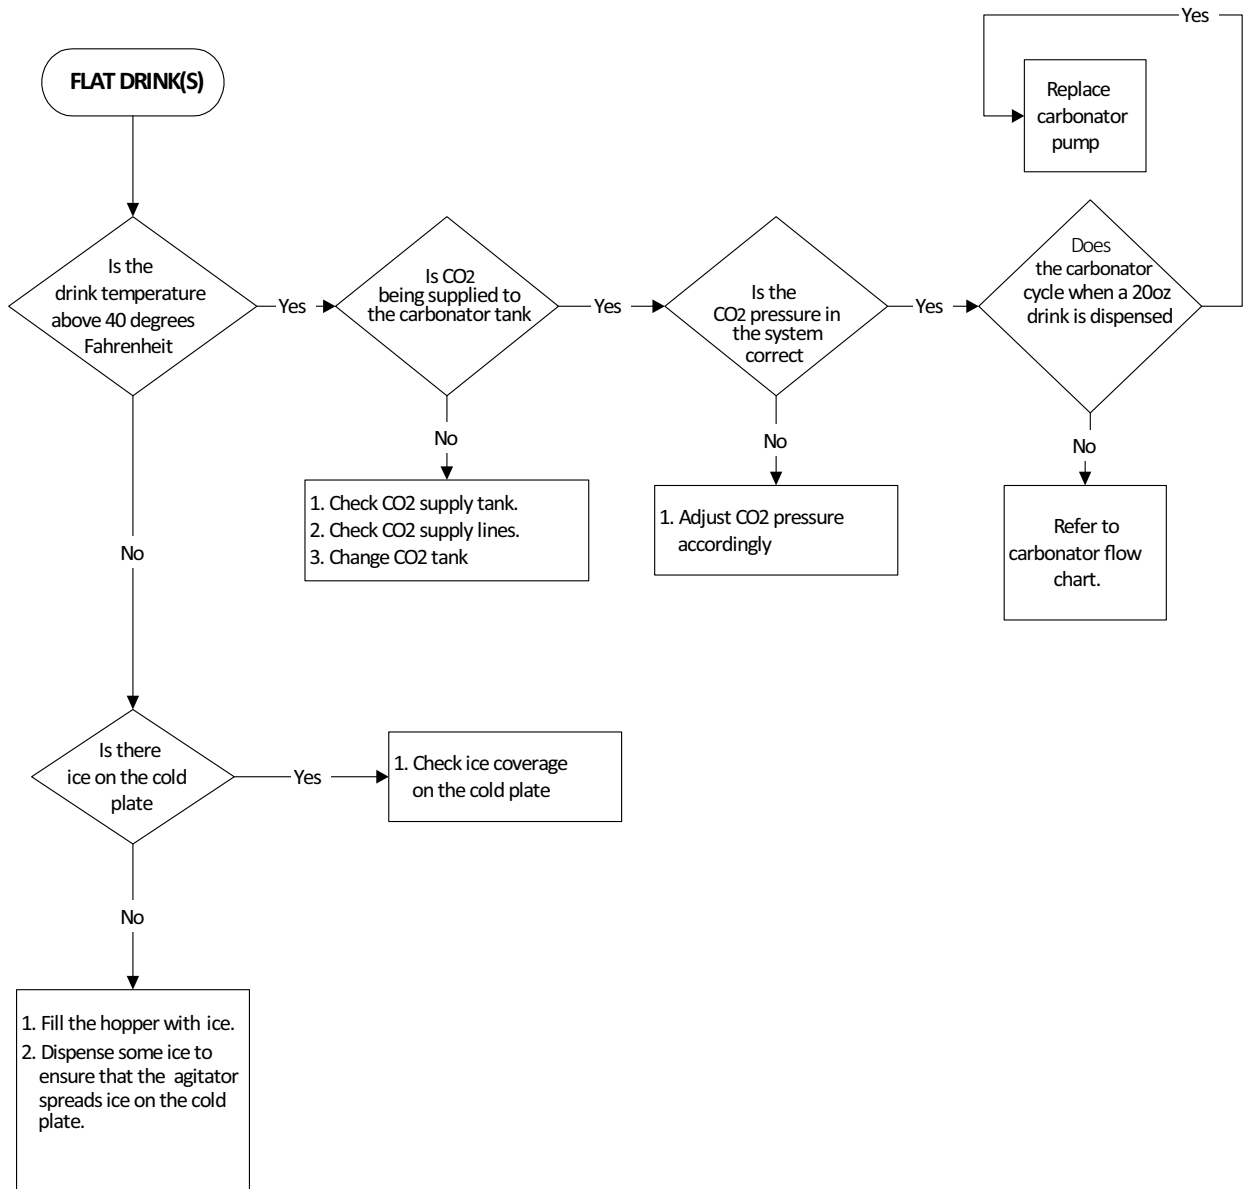 FLAT DRINK(S)
Yes
Replace
carbonator
pump
Is the
drink temperature
above 40 degrees
Fahrenheit
Yes
Is CO2
being supplied to
the carbonator tank
Yes
Is the
CO2 pressure in
the system
correct
Yes
Does
the carbonator
cycle when a 20oz
drink is dispensed
No
No
No
1. Check CO2 supply tank.
2. Check CO2 supply lines.
3. Change CO2 tank
1. Adjust CO2 pressure
accordingly
Refer to
carbonator flow
chart.
No
Is there
ice on the cold
plate
Yes
1. Check ice coverage
on the cold plate
No
1. Fill the hopper with ice.
2. Dispense some ice to
ensure that the agitator
spreads ice on the cold
plate.